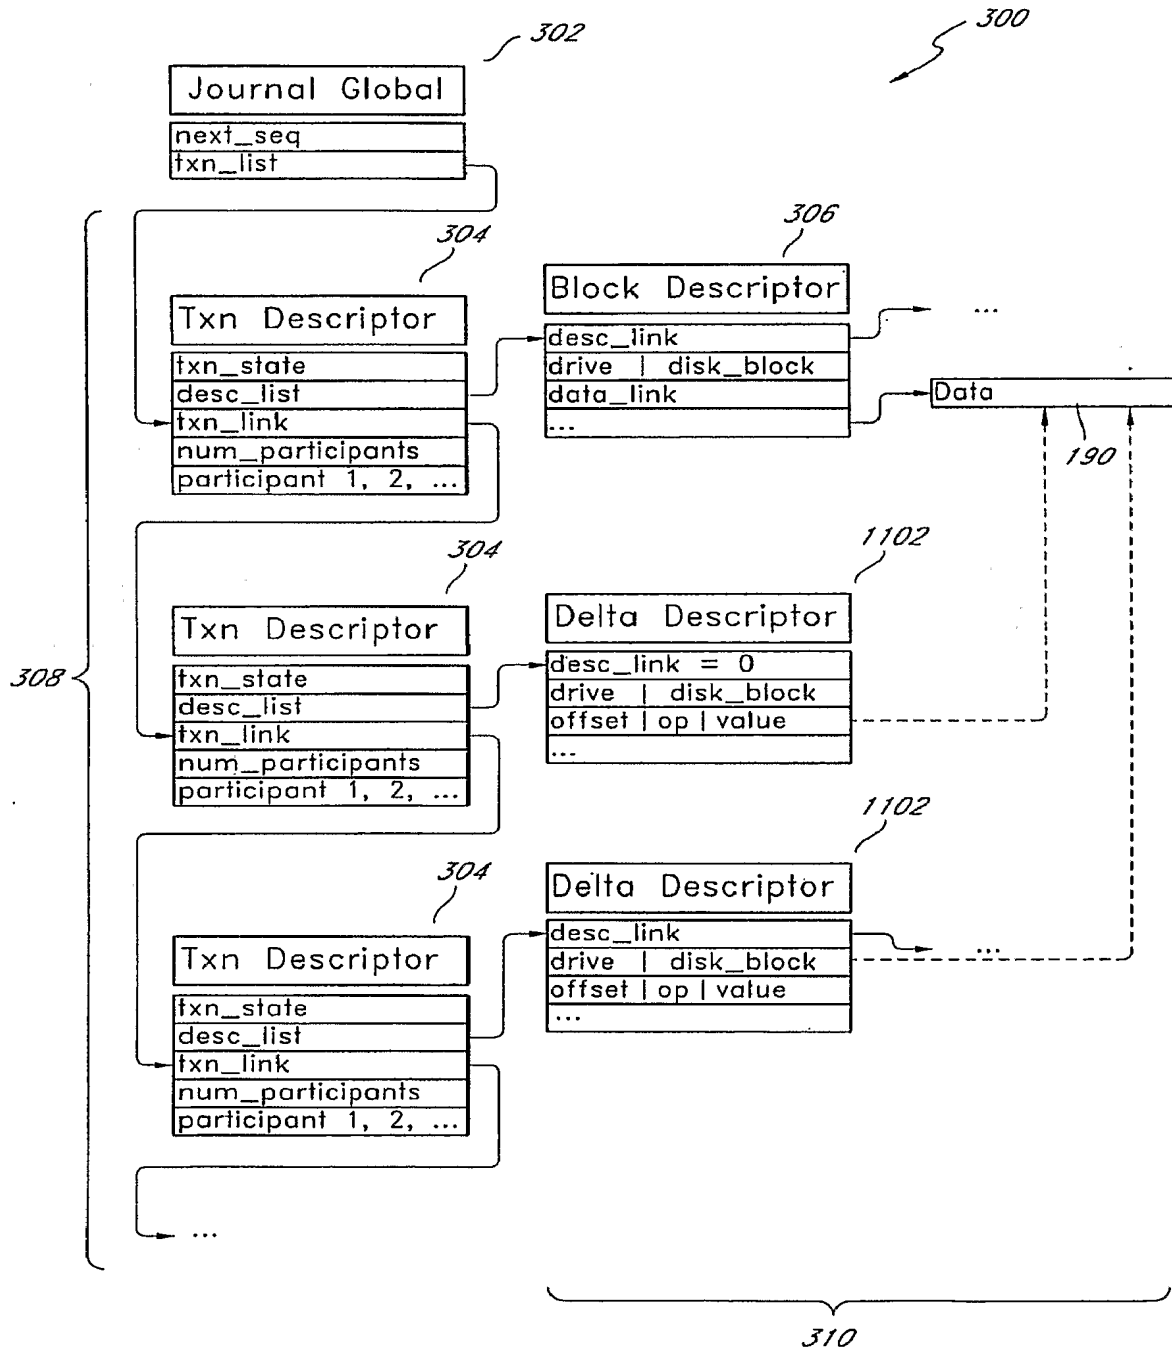 300
302
Journal Global
next_seq
txn_list
308
304
Txn Descriptor
txn_state
desc_list
txn_link
num_participants
participant 1, 2, ...
306
Block Descriptor
desc_link
drive | disk_block
data_link
...
...
Data
190
304
Txn Descriptor
txn_state
desc_list
txn_link
num_participants
participant 1, 2, ...
1102
Delta Descriptor
desc_link = 0
drive | disk_block
offset | op | value
...
304
Txn Descriptor
txn_state
desc_list
txn_link
num_participants
participant 1, 2, ...
1102
Delta Descriptor
desc_link
drive | disk_block
offset | op | value
...
...
...
310